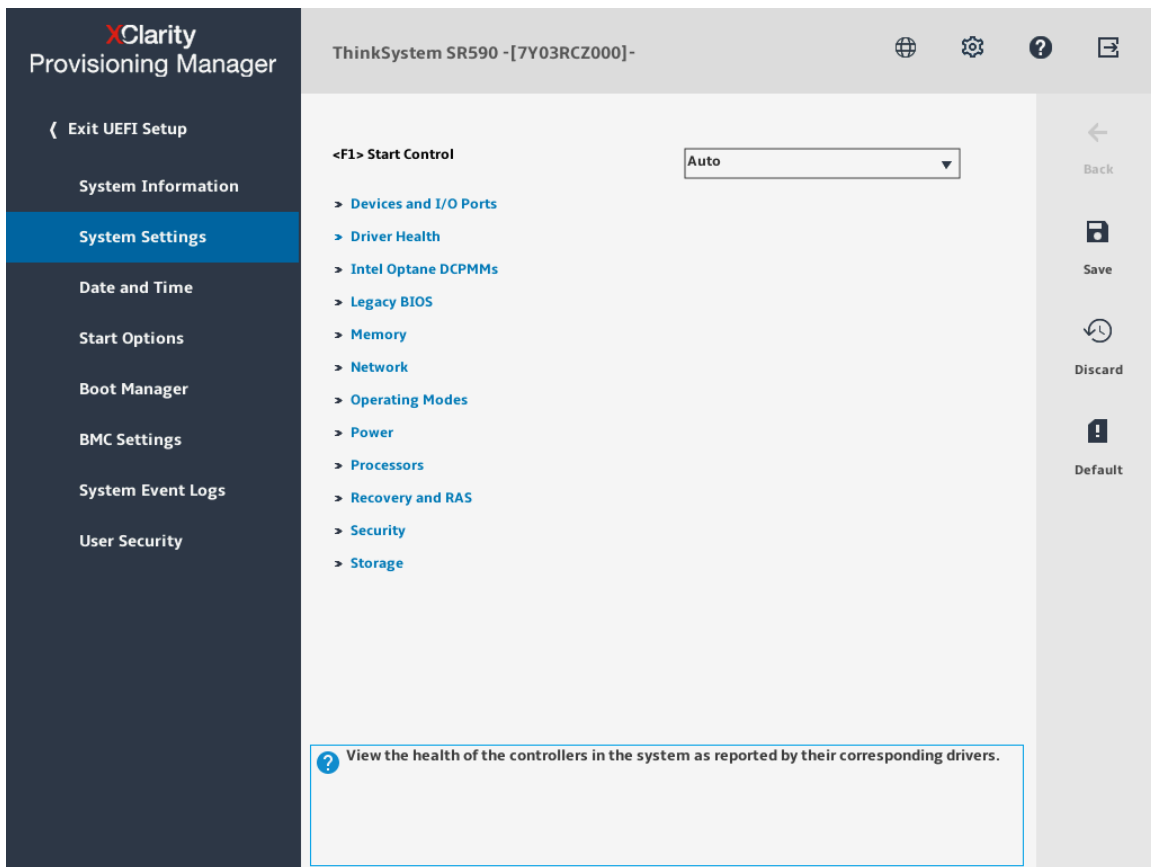 XClarity
Provisioning Manager
ThinkSystem SR590 -[7Y03RCZ000]-
Exit UEFI Setup
System Information
System Settings
Date and Time
Start Options
Boot Manager
BMC Settings
System Event Logs
User Security
<F1> Start Control
Auto
Devices and I/O Ports
Driver Health
Intel Optane DCPMMs
Legacy BIOS
Memory
Network
Operating Modes
Power
Processors
Recovery and RAS
Security
Storage
View the health of the controllers in the system as reported by their corresponding drivers.
Back
Save
Discard
Default